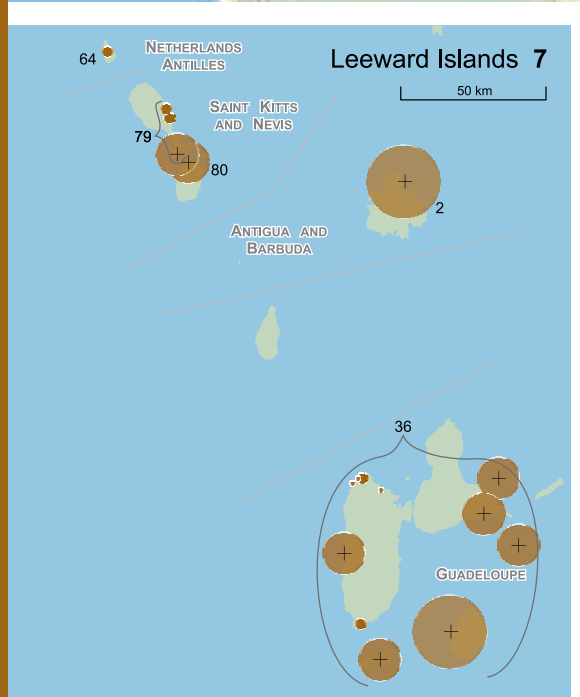 Leeward Islands 7
50 km
NETHERLANDS
ANTILLES
64
SAINT KITTS
AND NEVIS
79
80
2
ANTIGUA AND
BARBUDA
36
GUADELOUPE